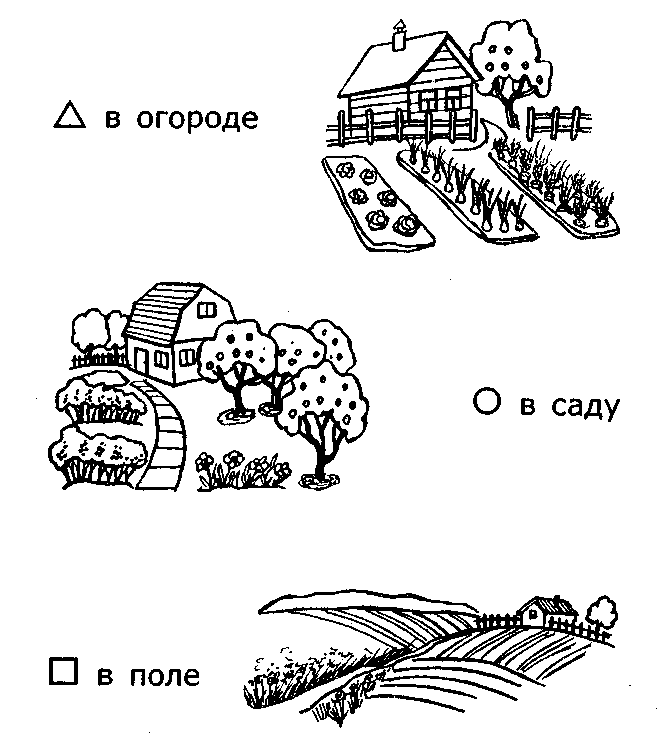 в огороде
в саду
в поле